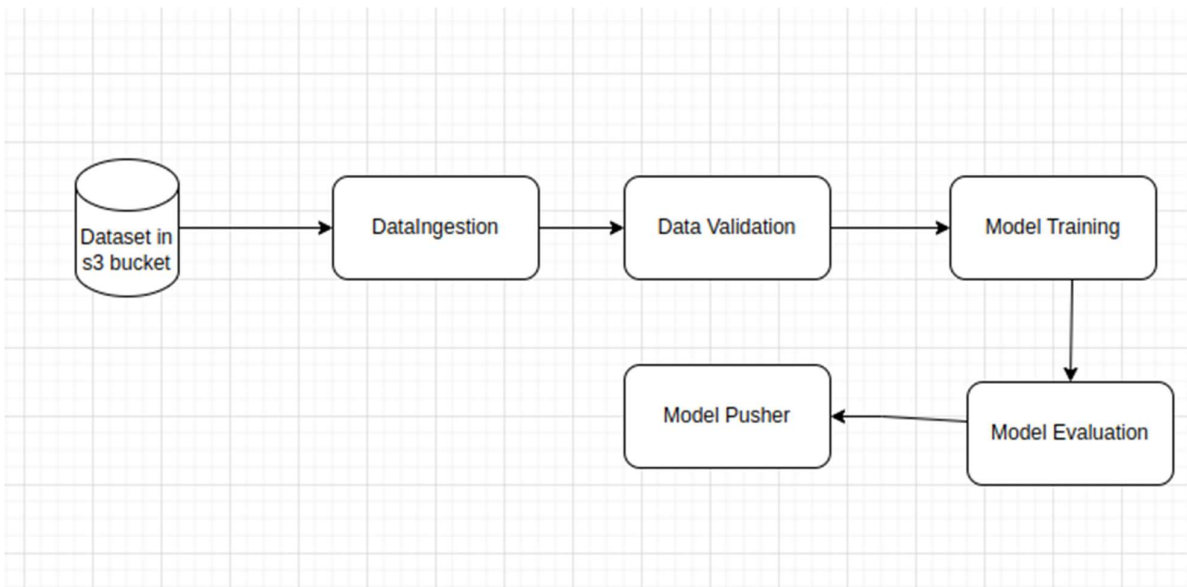 Dataset in
s3 bucket
DataIngestion
Data Validation
Model Training
Model Pusher
Model Evaluation